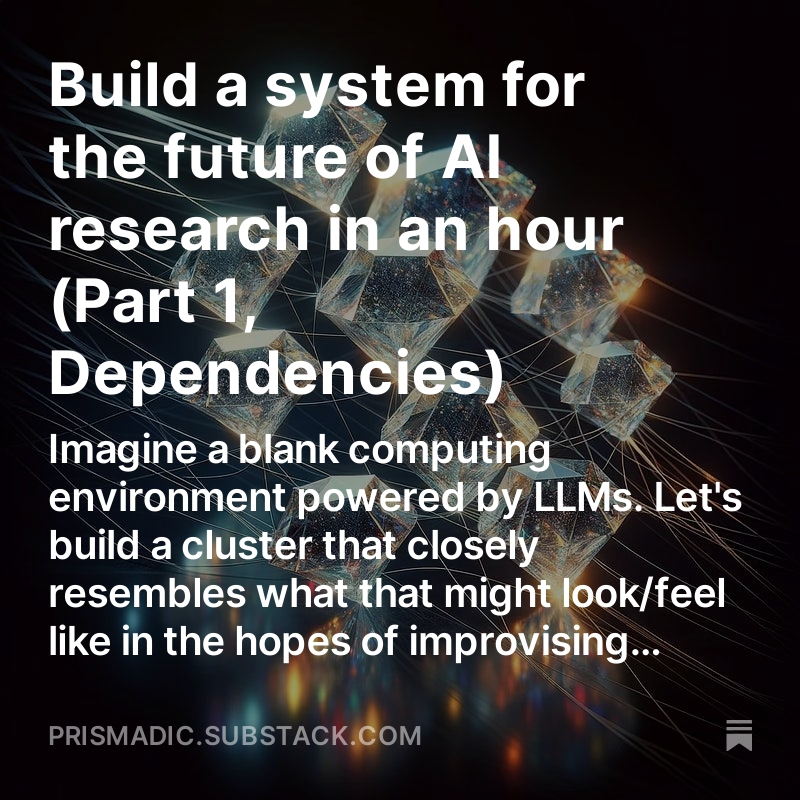 Build a system for
the future of AI
research in an hour
(Part 1,
Dependencies)
Imagine a blank computing
environment powered by LLMs. Let's
build a cluster that closely
resembles what that might look/feel
like in the hopes of improvising...
PRISMADIC.SUBSTACK.COM